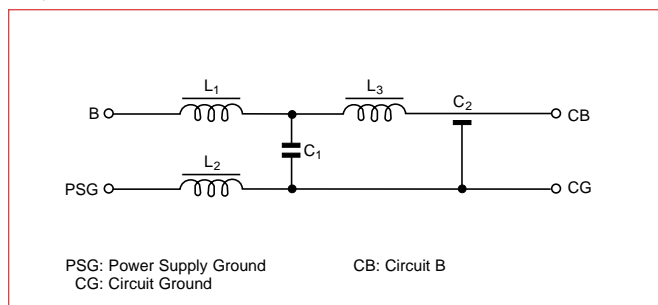 L1
L3
C2
B
CB
C1
L2
PSG
CG
PSG: Power Supply Ground
CB: Circuit B
CG: Circuit Ground